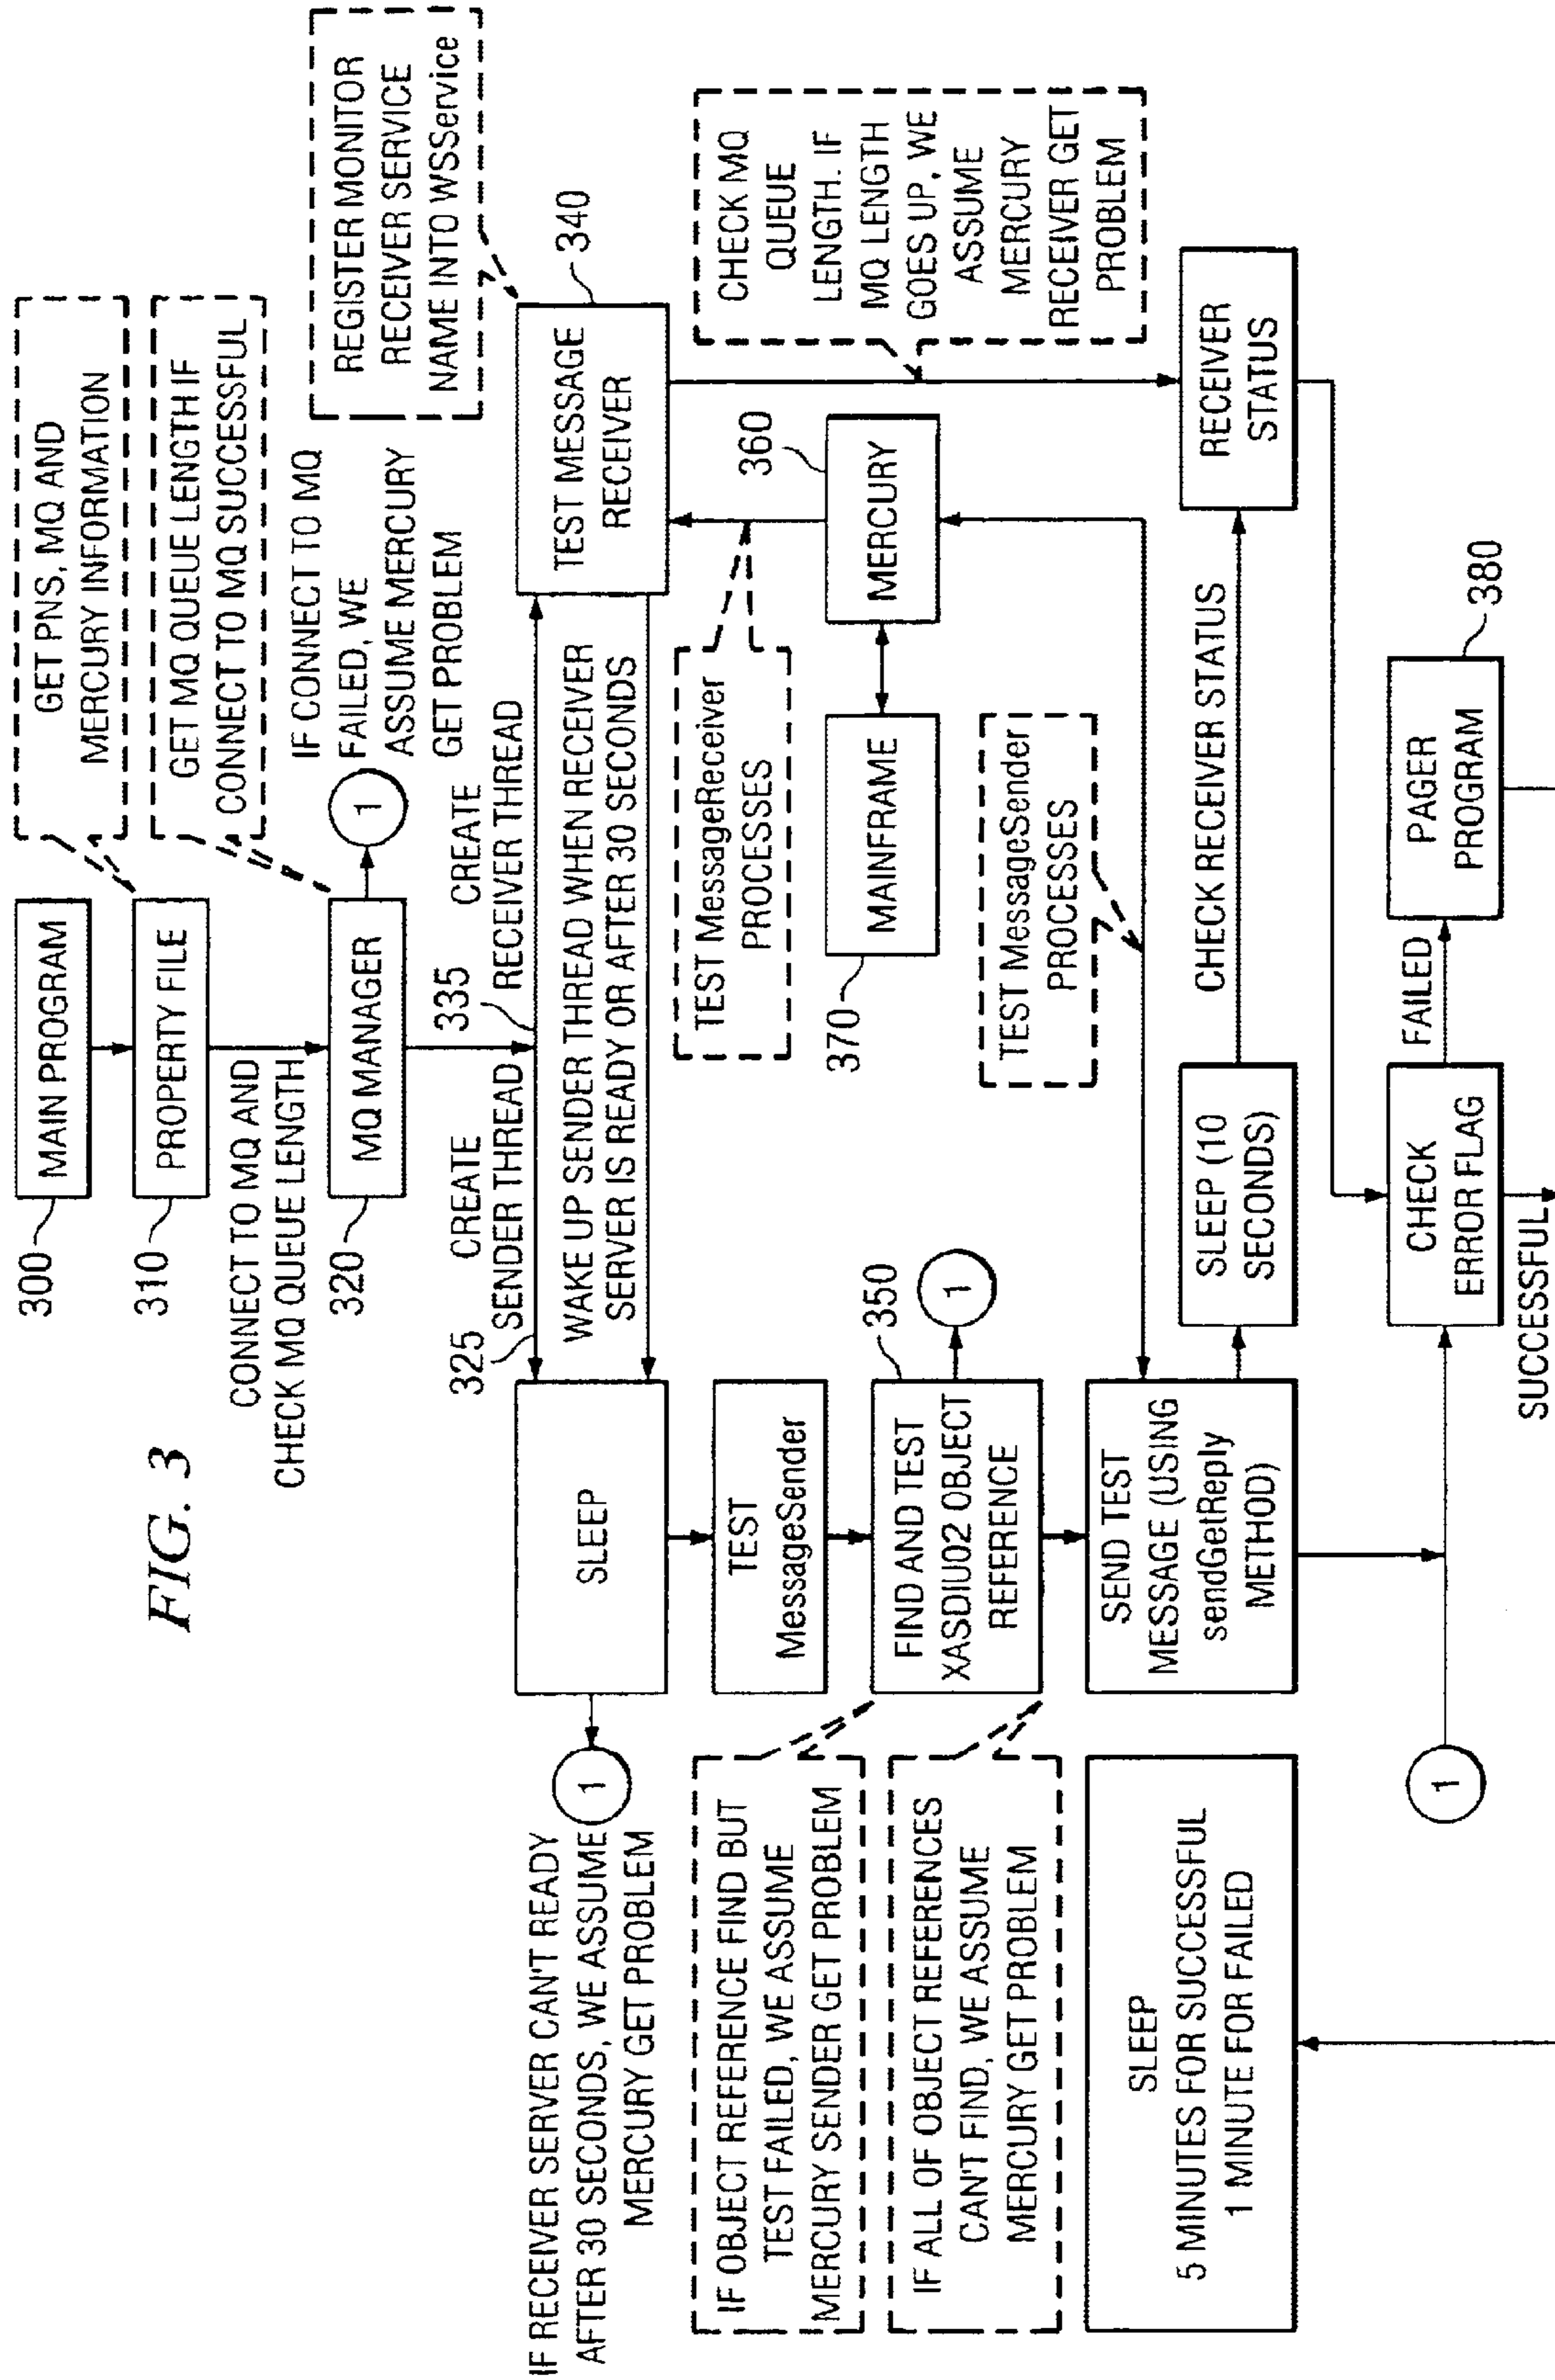 FIG. 3
300
MAIN PROGRAM
GET PNS, MQ AND
MERCURY INFORMATION
310
PROPERTY FILE
GET MQ QUEUE LENGTH IF
CONNECT TO MQ SUCCESSFUL
CONNECT TO MQ AND
CHECK MQ QUEUE LENGTH
320
MQ MANAGER
1
IF CONNECT TO MQ
FAILED, WE
ASSUME MERCURY
GET PROBLEM
REGISTER MONITOR
RECEIVER SERVICE
NAME INTO WSService
325
CREATE
SENDER THREAD
335
CREATE
RECEIVER THREAD
340
IF RECEIVER SERVER CAN'T READY
AFTER 30 SECONDS, WE ASSUME
MERCURY GET PROBLEM
1
SLEEP
WAKE UP SENDER THREAD WHEN RECEIVER
SERVER IS READY OR AFTER 30 SECONDS
TEST MESSAGE
RECEIVER
TEST
MessageSender
TEST MessageReceiver
PROCESSES
360
CHECK MQ
QUEUE
LENGTH. IF
MQ LENGTH
GOES UP, WE
ASSUME
MERCURY
RECEIVER GET
PROBLEM
IF OBJECT REFERENCE FIND BUT
TEST FAILED, WE ASSUME
MERCURY SENDER GET PROBLEM
350
FIND AND TEST
XASDIU02 OBJECT
REFERENCE
1
370
MAINFRAME
MERCURY
IF ALL OF OBJECT REFERENCES
CAN'T FIND, WE ASSUME
MERCURY GET PROBLEM
TEST MessageSender
PROCESSES
SEND TEST
MESSAGE (USING
sendGetReply
METHOD)
SLEEP (10
SECONDS)
CHECK RECEIVER STATUS
RECEIVER
STATUS
SLEEP
5 MINUTES FOR SUCCESSFUL
1 MINUTE FOR FAILED
1
CHECK
ERROR FLAG
FAILED
PAGER
PROGRAM
380
SUCCESSFUL